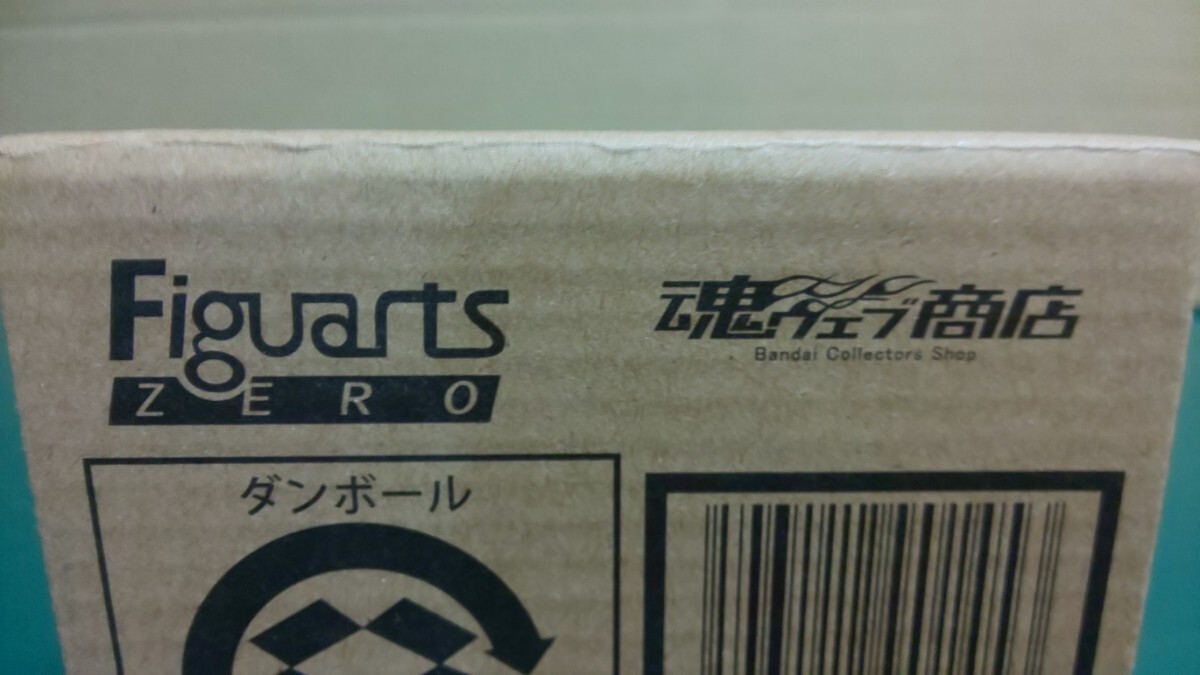 Figuarts
ZERO
魂ウェブ商店
Bandai Collectors Shop
ダンボール